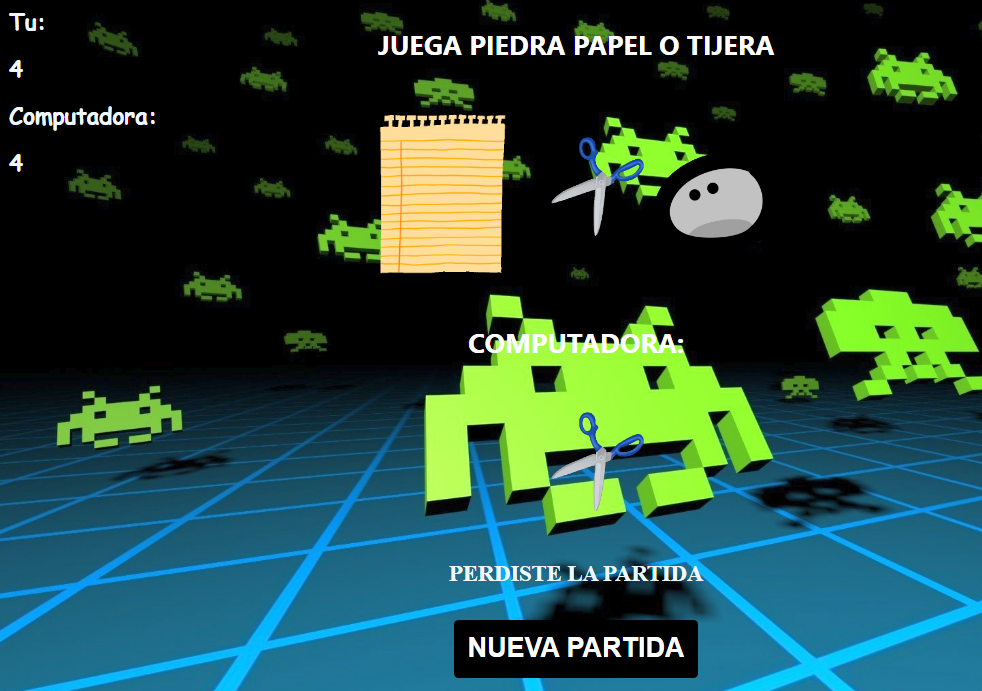 Tu:
4
Computadora:
4
JUEGA PIEDRA PAPEL O TIJERA
COMPUTADORA:
PERDISTE LA PARTIDA
NUEVA PARTIDA